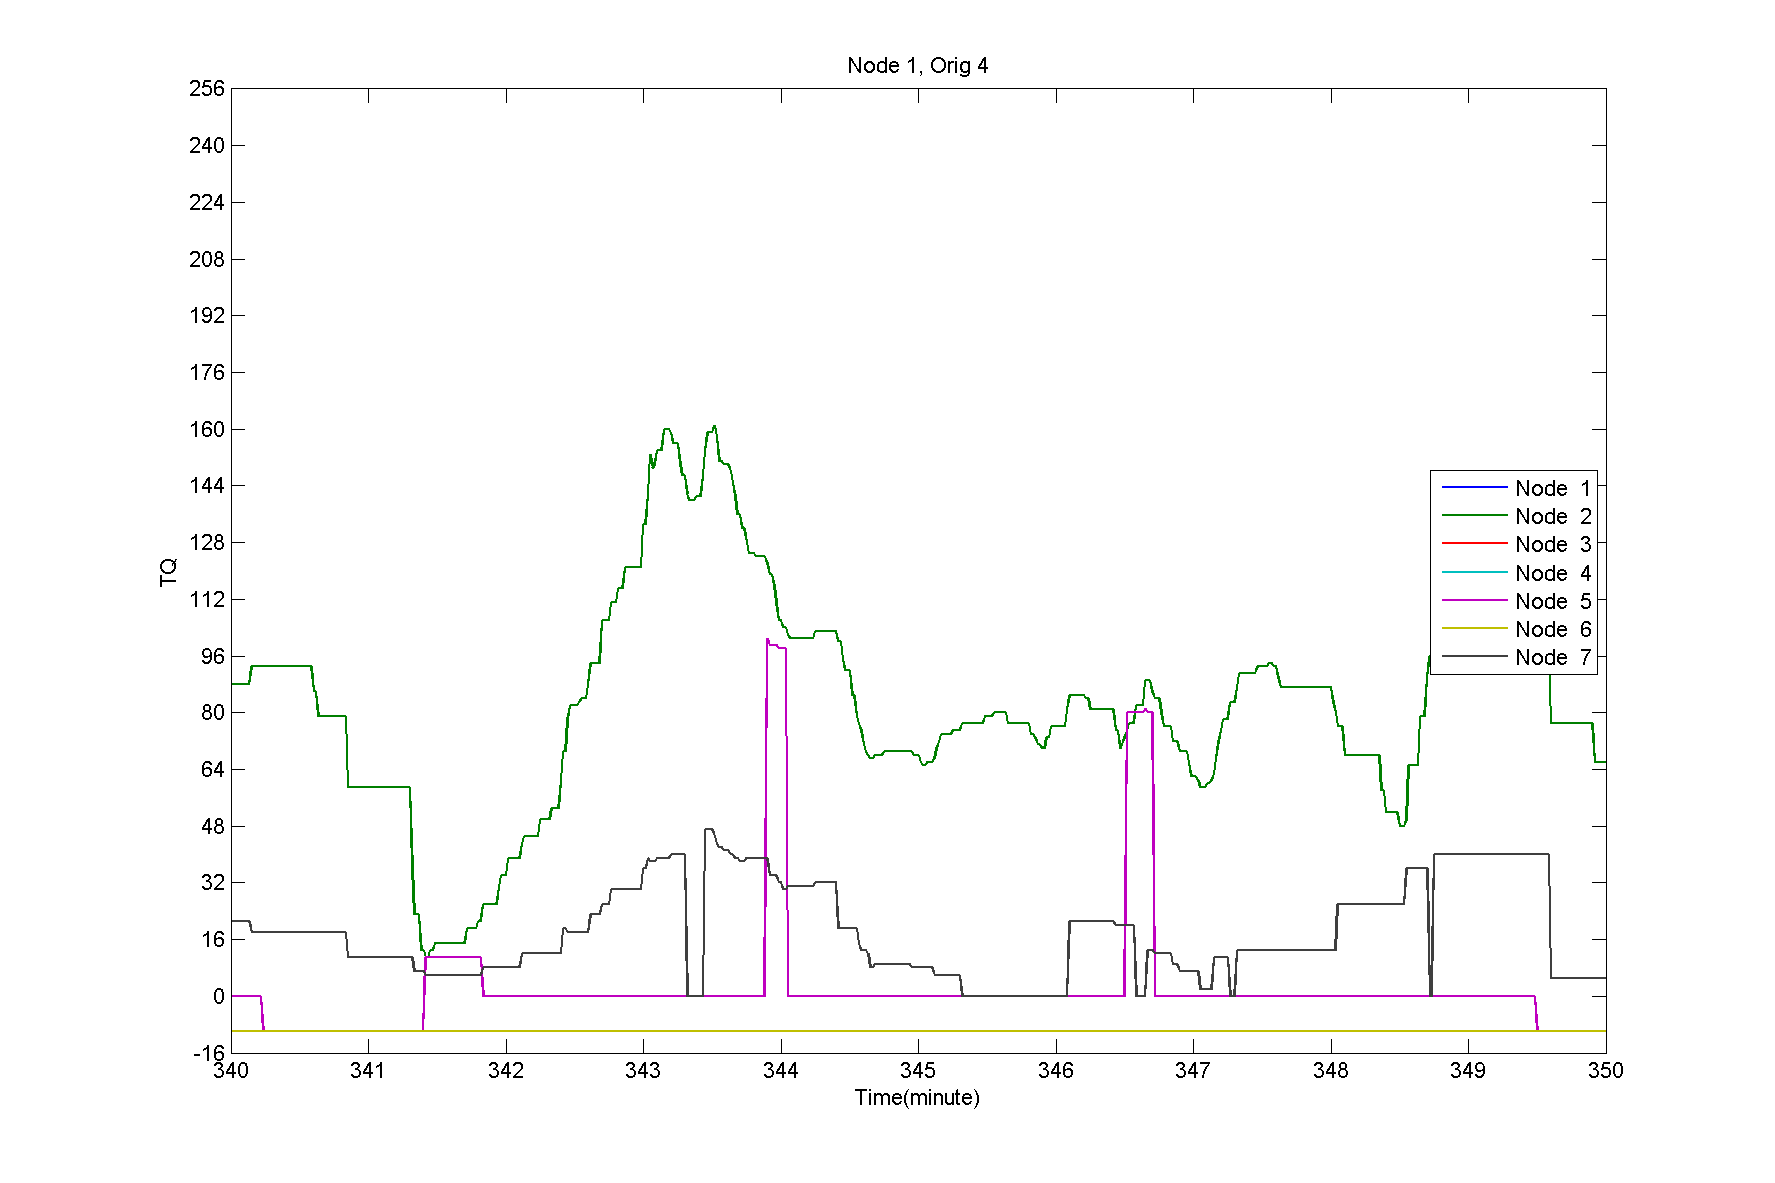 Node 1, Orig 4
256
240
224
208
192
176
160
144
128
112
96
80
64
48
32
16
0
-16
TQ
Node 1
Node 2
Node 3
Node 4
Node 5
Node 6
Node 7
340 341 342 343 344 345 346 347 348 349 350
Time(minute)